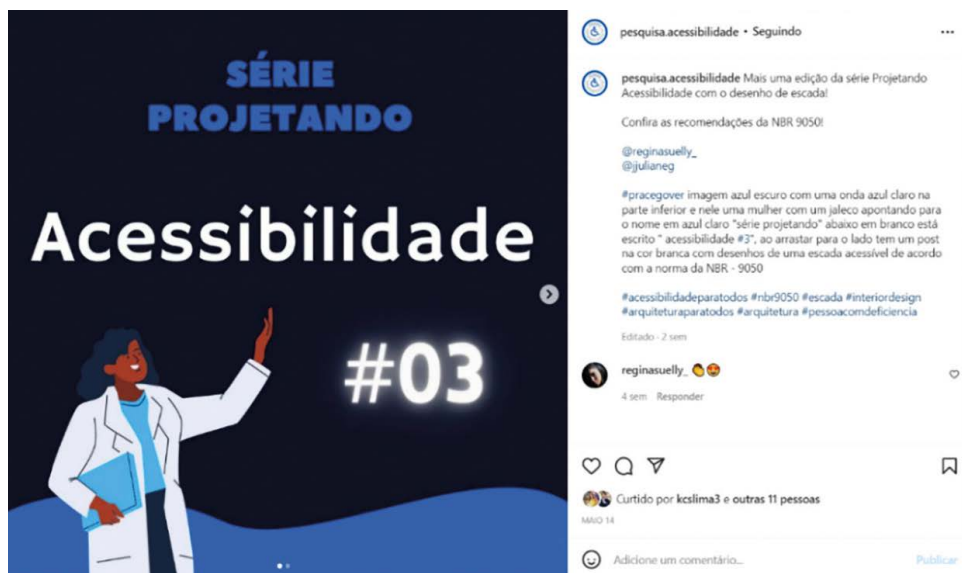 SÉRIE
PROJETANDO
Acessibilidade
#03
pesquisa.acessibilidade • Seguindo
pesquisa.acessibilidade Mais uma edição da série Projetando
Acessibilidade com o desenho de escada!
Confira as recomendações da NBR 9050!
@reginasuelly_
@jjulianeg
#pracegover imagem azul escuro com uma onda azul claro na
parte inferior e nele uma mulher com um jaleco apontando para
o nome em azul claro "série projetando" abaixo em branco está
escrito " acessibilidade #3", ao arrastar para o lado tem um post
na cor branca com desenhos de uma escada acessível de acordo
com a norma da NBR - 9050
#acessibilidadeparatodos #nbr9050 #escada #interiordesign
#arquiteturaparatodos #arquitetura #pessoacomdeficiencia
Editado · 2 sem
reginasuelly_ 👏😍
4 sem Responder
Curtido por kcslima3 e outras 11 pessoas
MAIO 14
Adicione um comentário...
Publicar